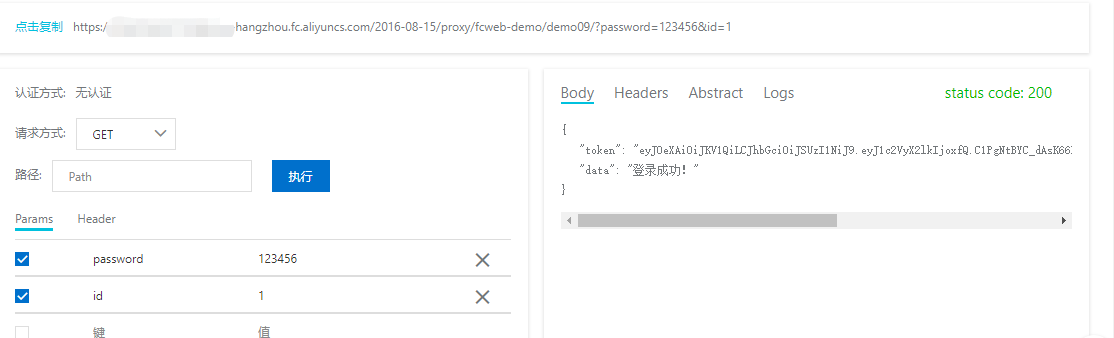 点击复制 https:/ hangzhou.fc.aliyuncs.com/2016-08-15/proxy/fcweb-demo/demo09/?password=123456&id=1
认证方式: 无认证
请求方式: GET
路径: Path 执行
Params Header
password 123456
id 1
键 值
Body Headers Abstract Logs status code: 200
{
"token": "eyJ0eXAiOiJKV1QiLCJhbGciOiJSUzI1NiJ9.eyJ1c2VyX2lkIjoxfQ.C1PgNtBYC_dAsK66
"data": "登录成功！"
}